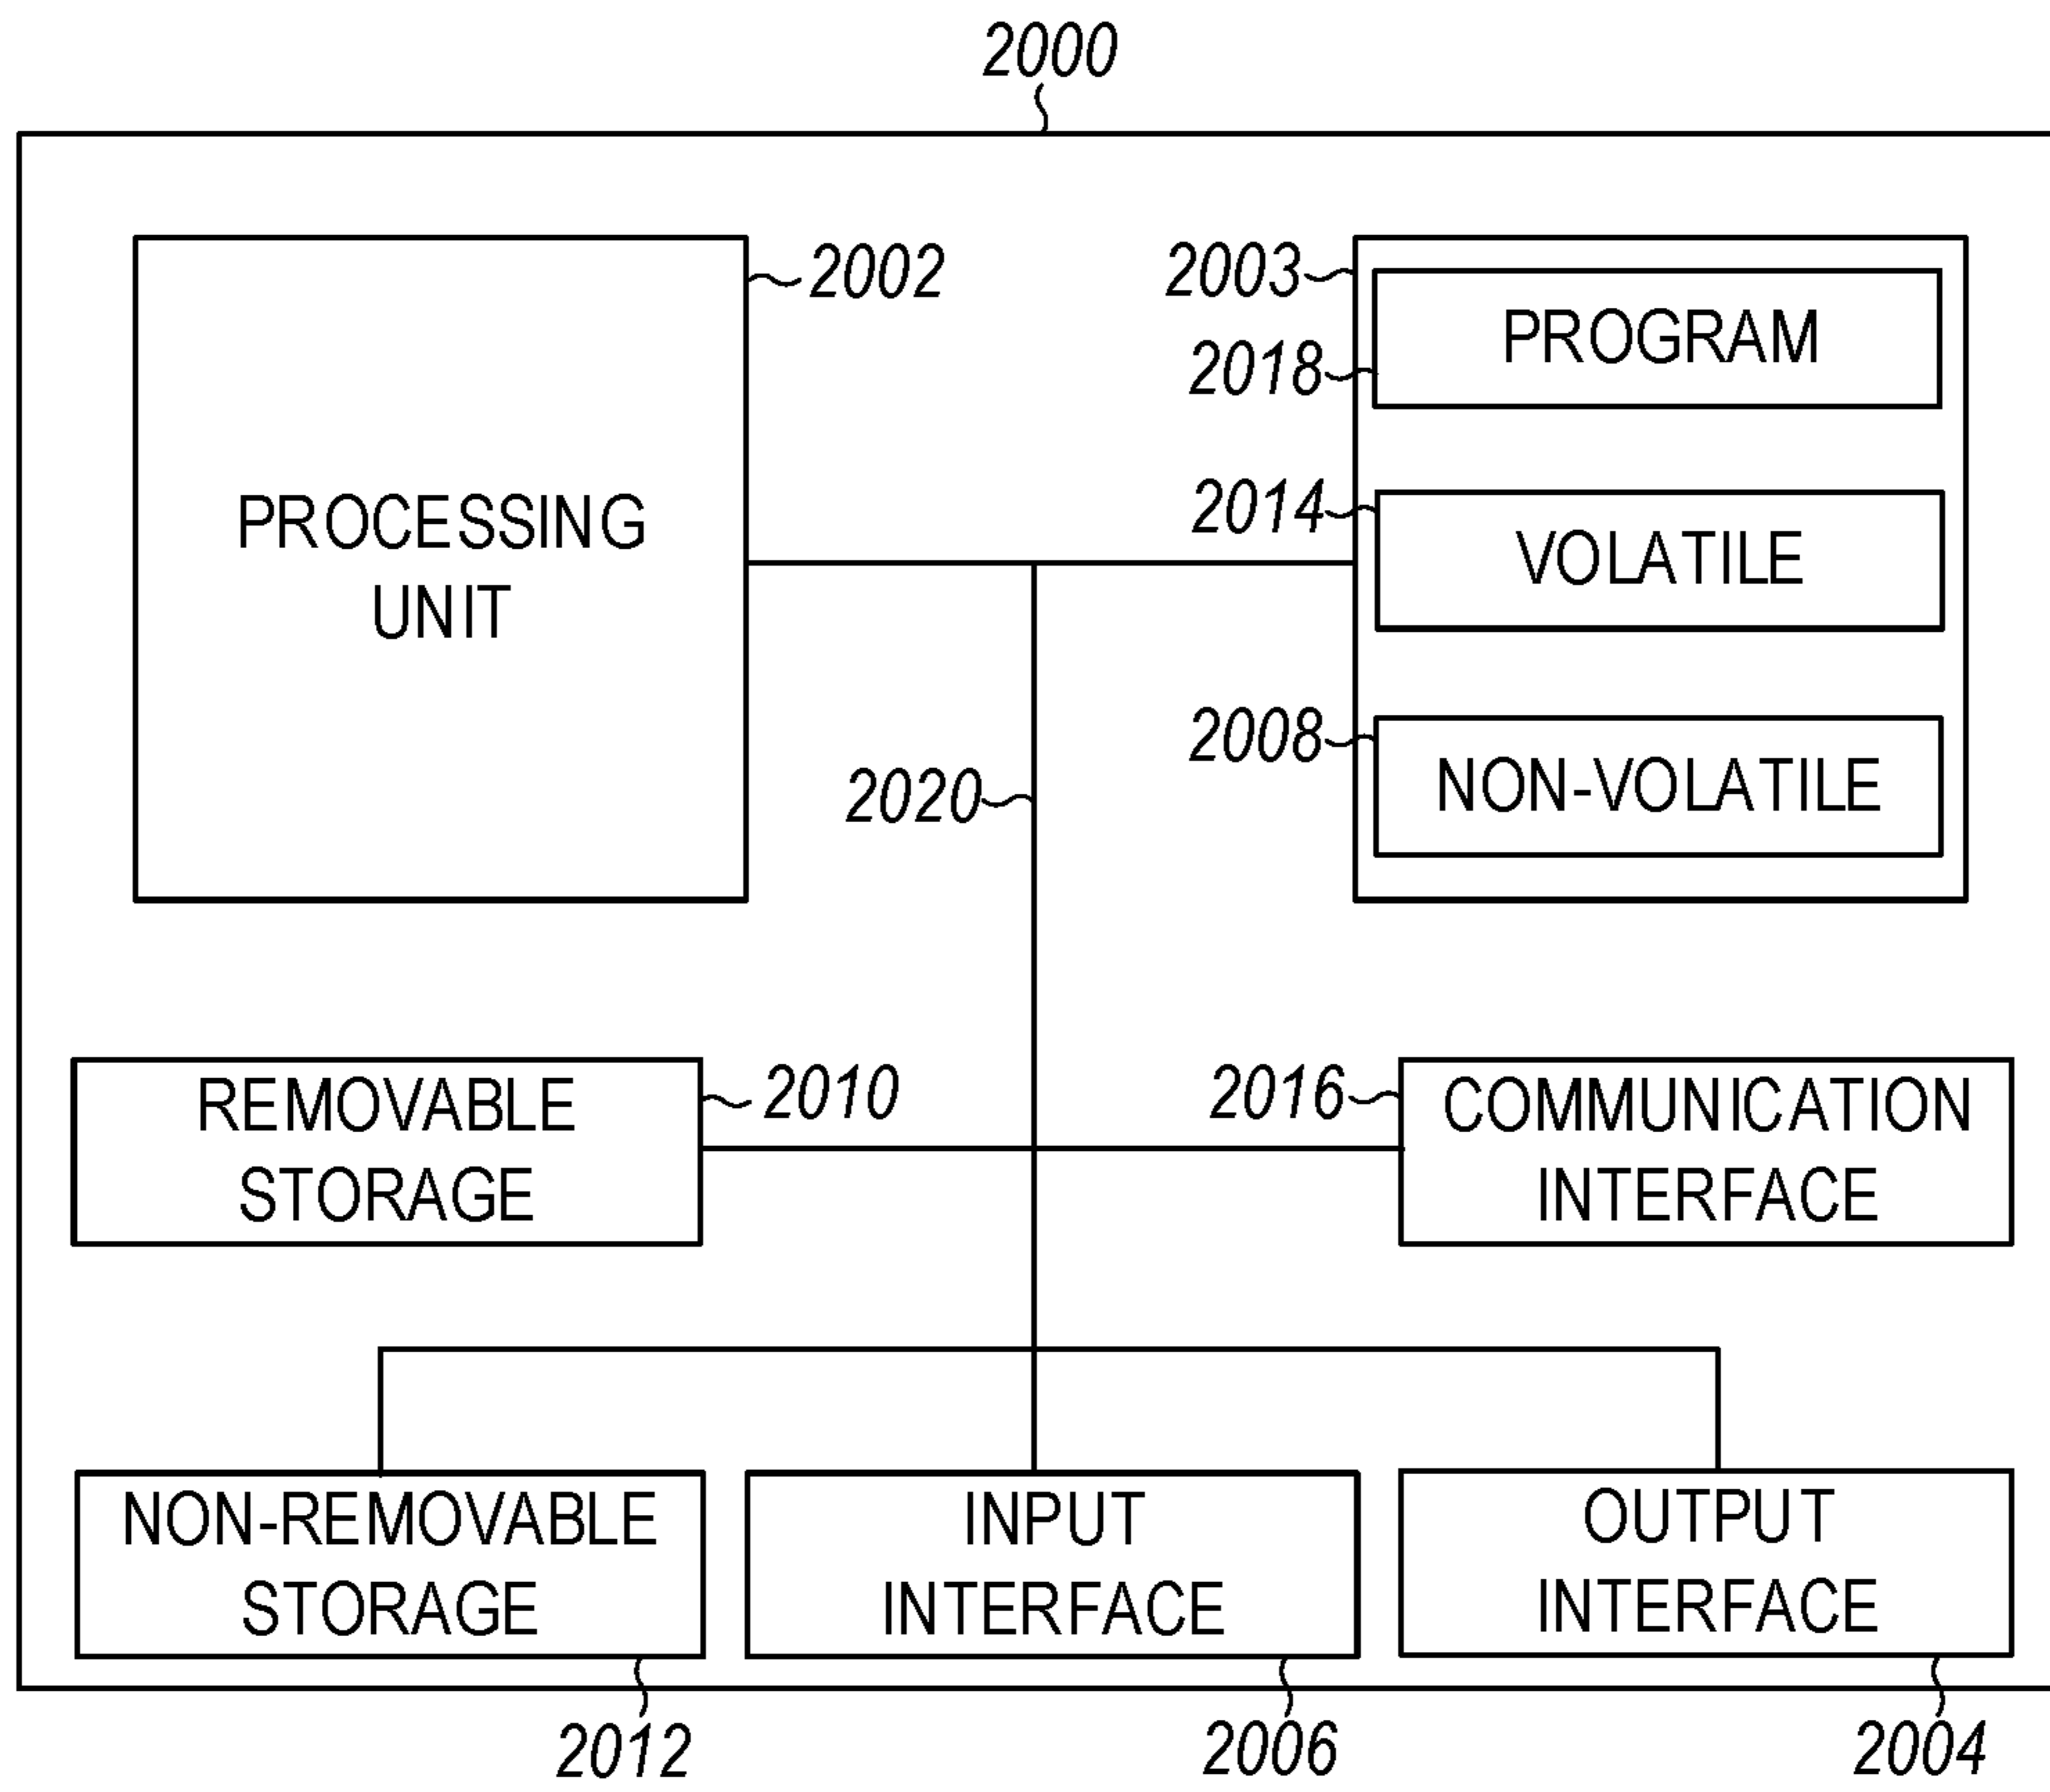 2000
PROCESSING
UNIT
2002
2003
PROGRAM
2018
2014
VOLATILE
2008
NON-VOLATILE
2020
REMOVABLE
STORAGE
2010
2016
COMMUNICATION
INTERFACE
NON-REMOVABLE
STORAGE
2012
INPUT
INTERFACE
2006
OUTPUT
INTERFACE
2004